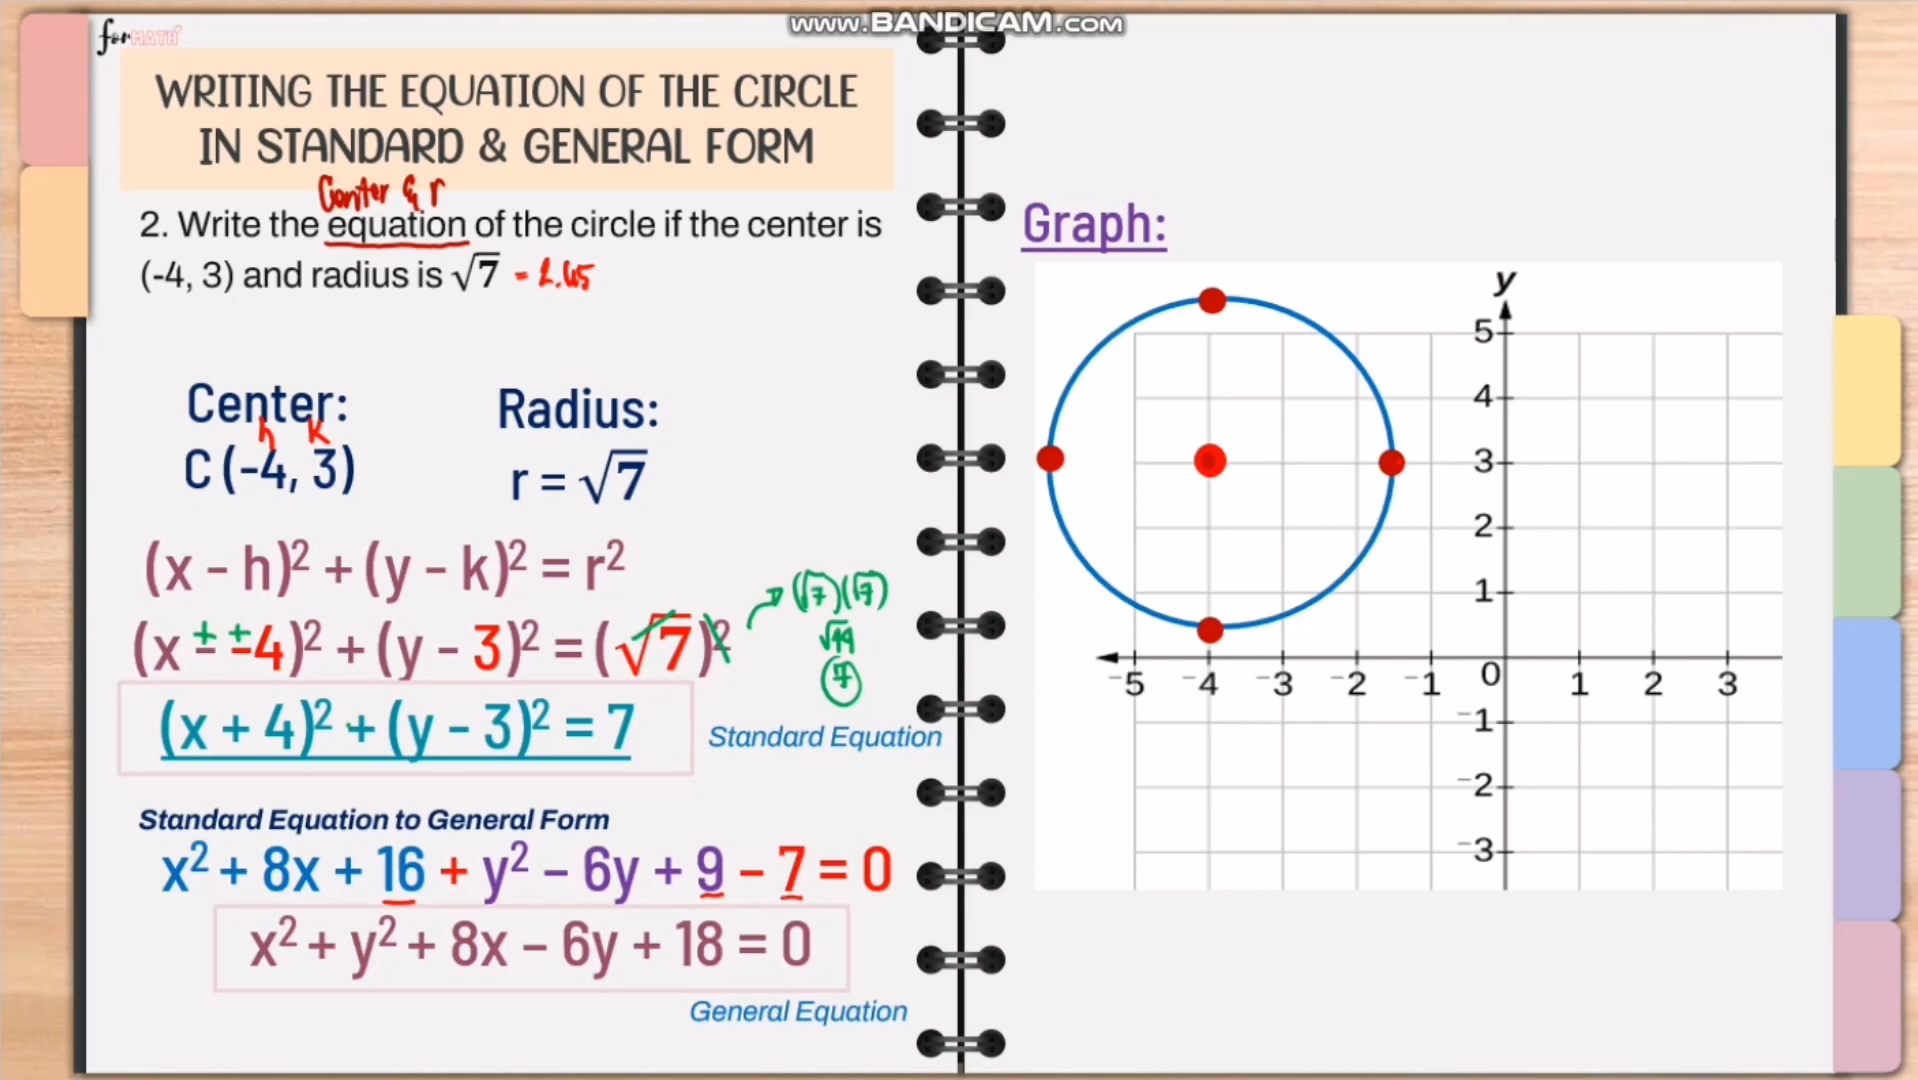 www.BANDICAM.com
forMATH
WRITING THE EQUATION OF THE CIRCLE
IN STANDARD & GENERAL FORM
Center & r
2. Write the equation of the circle if the center is
(-4, 3) and radius is √7 = 2.65
Center:
h k
C (-4, 3)
Radius:
r = √7
(x - h)² + (y - k)² = r²
(x ± ± 4)² + (y - 3)² = (√7)²
(√7)(√7)
√49
7
(x + 4)² + (y - 3)² = 7
Standard Equation
Standard Equation to General Form
x² + 8x + 16 + y² - 6y + 9 - 7 = 0
x² + y² + 8x - 6y + 18 = 0
General Equation
Graph:
y
5
4
3
2
1
-5 -4 -3 -2 -1 0 1 2 3
-1
-2
-3